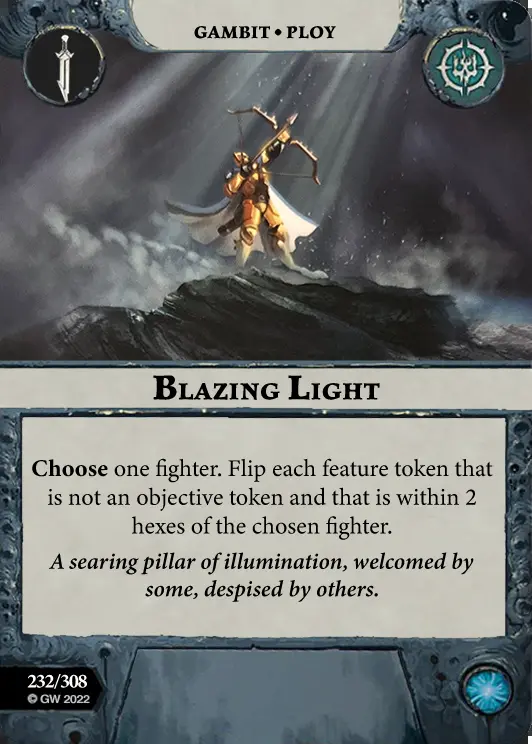 GAMBIT • PLOY
BLAZING LIGHT
Choose one fighter. Flip each feature token that
is not an objective token and that is within 2
hexes of the chosen fighter.
A searing pillar of illumination, welcomed by
some, despised by others.
232/308
© GW 2022